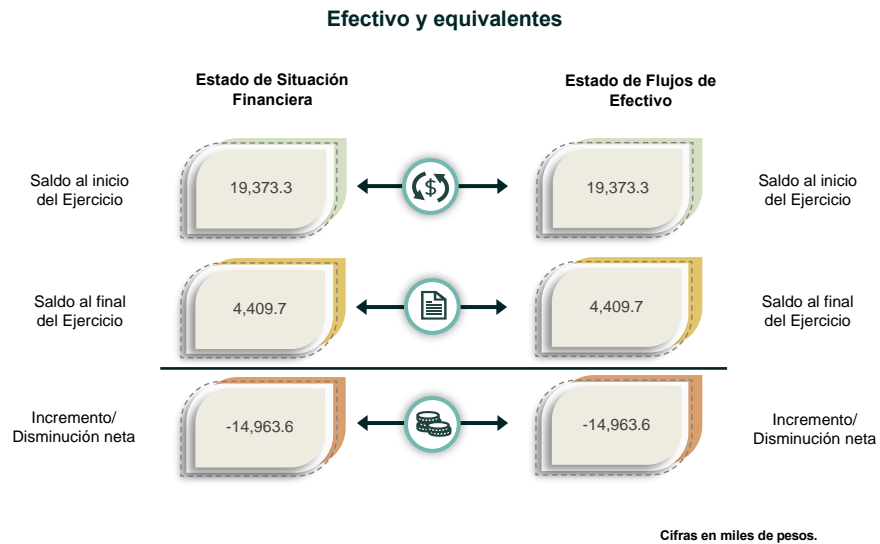 Efectivo y equivalentes
Estado de Situación
Financiera
Estado de Flujos de
Efectivo
Saldo al inicio
del Ejercicio
19,373.3
$
19,373.3
Saldo al inicio
del Ejercicio
Saldo al final
del Ejercicio
4,409.7
4,409.7
Saldo al final
del Ejercicio
Incremento/
Disminución neta
-14,963.6
-14,963.6
Incremento/
Disminución neta
Cifras en miles de pesos.